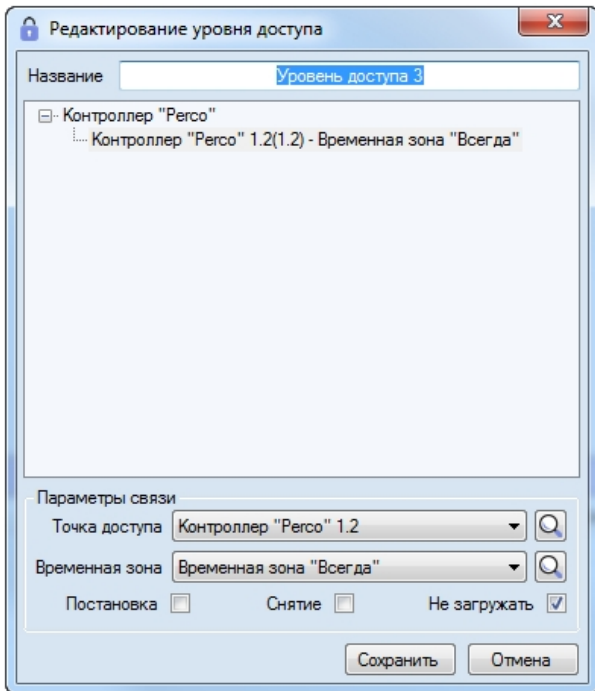 Редактирование уровня доступа
Название Уровень доступа 3
Контроллер "Perco"
Контроллер "Perco" 1.2(1.2) - Временная зона "Всегда"
Параметры связи
Точка доступа Контроллер "Perco" 1.2
Временная зона Временная зона "Всегда"
Постановка Снятие Не загружать
Сохранить Отмена